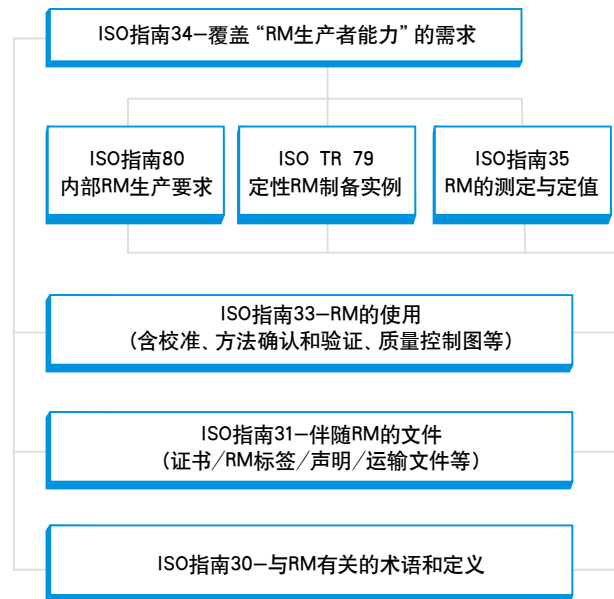 ISO指南34—覆盖“RM生产者能力”的需求
ISO指南80
内部RM生产要求
ISO TR 79
定性RM制备实例
ISO指南35
RM的测定与定值
ISO指南33—RM的使用
（含校准、方法确认和验证、质量控制图等）
ISO指南31—伴随RM的文件
（证书/RM标签/声明/运输文件等）
ISO指南30—与RM有关的术语和定义